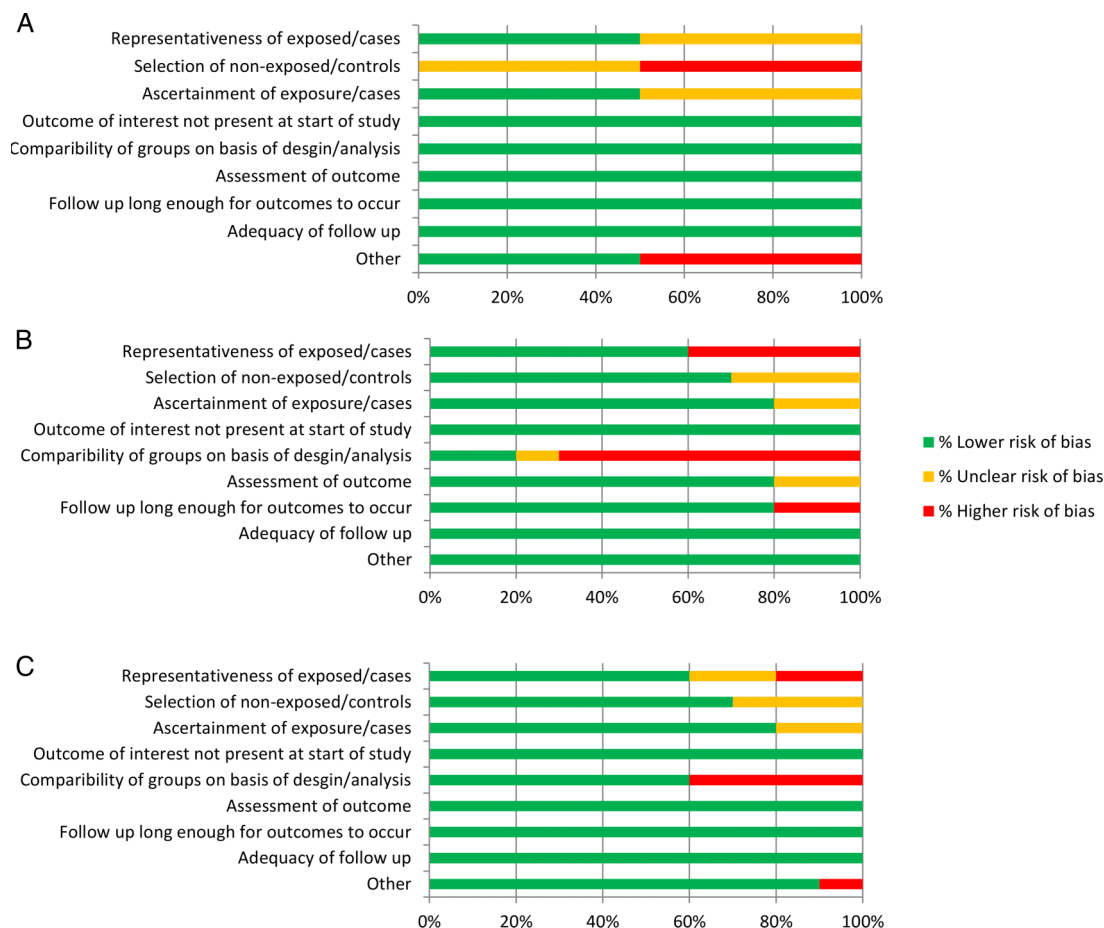 A
Representativeness of exposed/cases
Selection of non-exposed/controls
Ascertainment of exposure/cases
Outcome of interest not present at start of study
Comparibility of groups on basis of desgin/analysis
Assessment of outcome
Follow up long enough for outcomes to occur
Adequacy of follow up
Other
0% 20% 40% 60% 80% 100%
B
Representativeness of exposed/cases
Selection of non-exposed/controls
Ascertainment of exposure/cases
Outcome of interest not present at start of study
Comparibility of groups on basis of desgin/analysis
Assessment of outcome
Follow up long enough for outcomes to occur
Adequacy of follow up
Other
0% 20% 40% 60% 80% 100%
% Lower risk of bias
% Unclear risk of bias
% Higher risk of bias
C
Representativeness of exposed/cases
Selection of non-exposed/controls
Ascertainment of exposure/cases
Outcome of interest not present at start of study
Comparibility of groups on basis of desgin/analysis
Assessment of outcome
Follow up long enough for outcomes to occur
Adequacy of follow up
Other
0% 20% 40% 60% 80% 100%